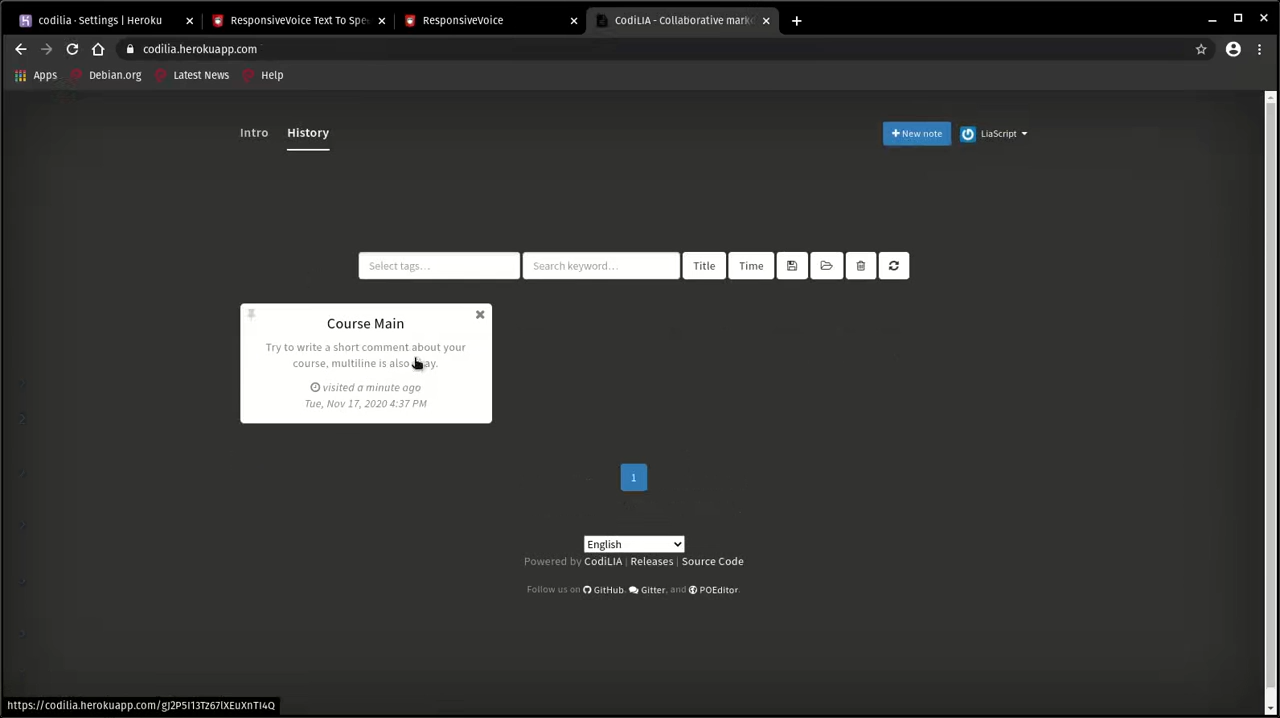 codilia - Settings | Heroku
ResponsiveVoice Text To Spe
ResponsiveVoice
CodiLIA - Collaborative mark
codilia.herokuapp.com
Apps
Debian.org
Latest News
Help
Intro
History
New note
LiaScript
Select tags...
Search keyword...
Title
Time
Course Main
Try to write a short comment about your
course, multiline is also okay.
visited a minute ago
Tue, Nov 17, 2020 4:37 PM
1
English
Powered by CodiLIA | Releases | Source Code
Follow us on GitHub, Gitter, and POEditor.
https://codilia.herokuapp.com/gJ2P5I13Tz67lXEuXnTI4Q